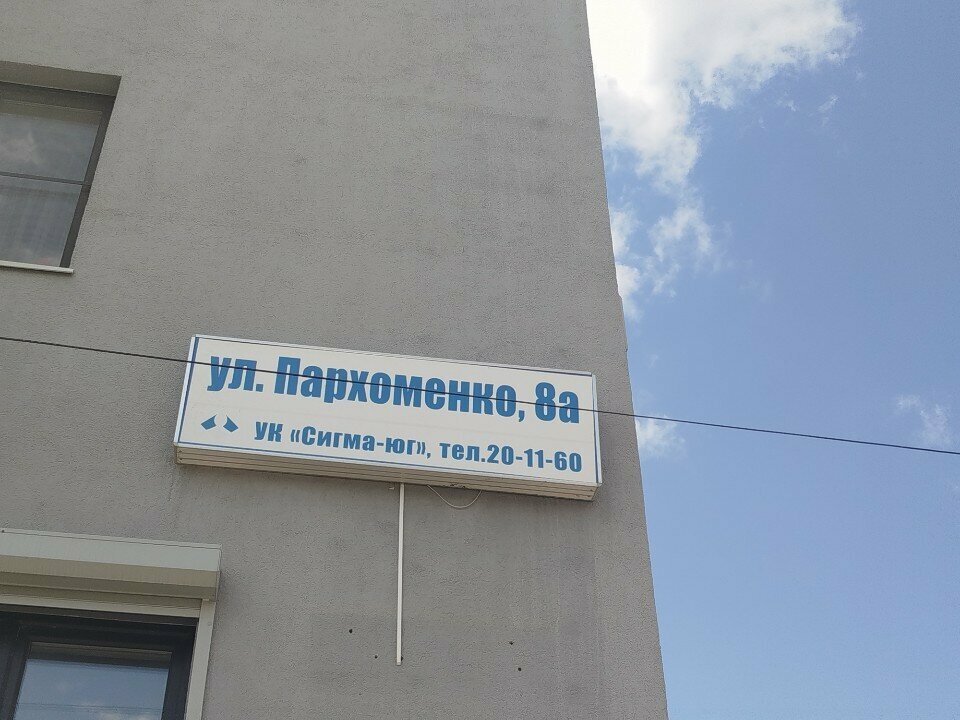 ул. Пархоменко, 8а
УК «Сигма-юг», тел.20-11-60